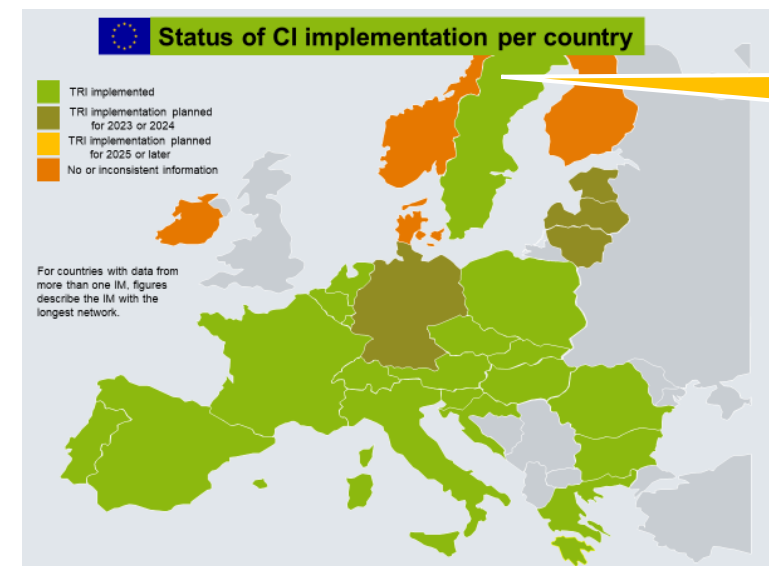 Status of CI implementation per country
TRI implemented
TRI implementation planned
for 2023 or 2024
TRI implementation planned
for 2025 or later
No or inconsistent information
For countries with data from
more than one IM, figures
describe the IM with the
longest network.